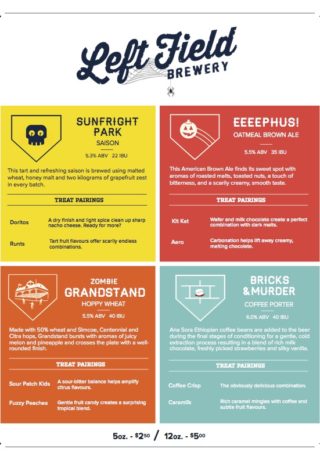 Left Field
BREWERY
SUNFRIGHT
PARK
SAISON
5.3% ABV 22 IBU
This tart and refreshing saison is brewed using malted
wheat, honey malt and two kilograms of grapefruit zest
in every batch.
TREAT PAIRINGS
Doritos
A dry finish and light spice clean up sharp
nacho cheese. Ready for more?
Runts
Tart fruit flavours offer scarily endless
combinations.
EEEEPHUS!
OATMEAL BROWN ALE
5.5% ABV 35 IBU
This American Brown Ale finds its sweet spot with
aromas of roasted malts, toasted nuts, a touch of
bitterness, and a scarily creamy, smooth taste.
TREAT PAIRINGS
Kit Kat
Wafer and milk chocolate create a perfect
combination with dark malts.
Aero
Carbonation helps lift away creamy,
making chocolate.
ZOMBIE
GRANDSTAND
HOPPY WHEAT
5.5% ABV 40 IBU
Made with 50% wheat and Simcoe, Centennial and
Citra hops, Grandstand bursts with aromas of juicy
melon and pineapple and crosses the plate with a well-
rounded finish.
TREAT PAIRINGS
Sour Patch Kids
A sour-bitter balance helps amplify
citrus flavours.
Fuzzy Peaches
Gentle fruit candy creates a surprising
tropical blend.
BRICKS
&MURDER
COFFEE PORTER
6.0% ABV 40 IBU
Ana Sora Ethiopian coffee beans are added to the beer
during the final stages of conditioning for a gentle, cold
extraction process resulting in a blend of rich milk
chocolate, freshly picked strawberries and silky vanilla.
TREAT PAIRINGS
Coffee Crisp
The obviously delicious combination.
Caramilk
Rich caramel mingles with coffee and
subtle fruit flavours.
5oz. - $2⁵⁰ / 12oz. - $5⁰⁰